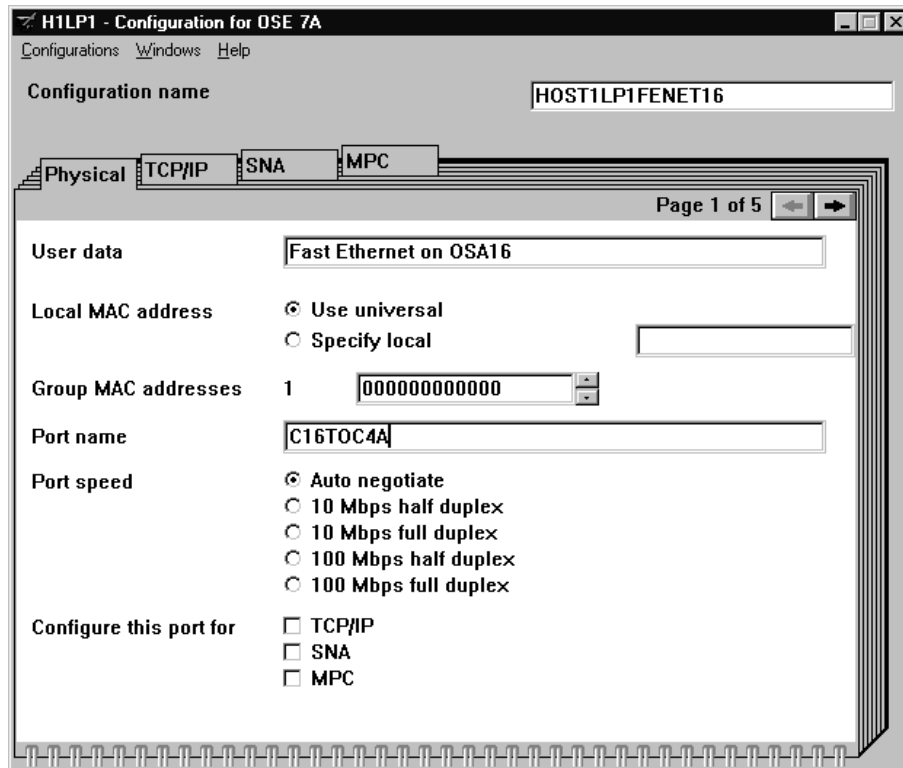 H1LP1 - Configuration for OSE 7A
Configurations Windows Help
Configuration name HOST1LP1FENET16
Physical TCP/IP SNA MPC
Page 1 of 5
User data Fast Ethernet on OSA16
Local MAC address Use universal
Specify local
Group MAC addresses 1 000000000000
Port name C16TOC4A
Port speed Auto negotiate
10 Mbps half duplex
10 Mbps full duplex
100 Mbps half duplex
100 Mbps full duplex
Configure this port for TCP/IP
SNA
MPC